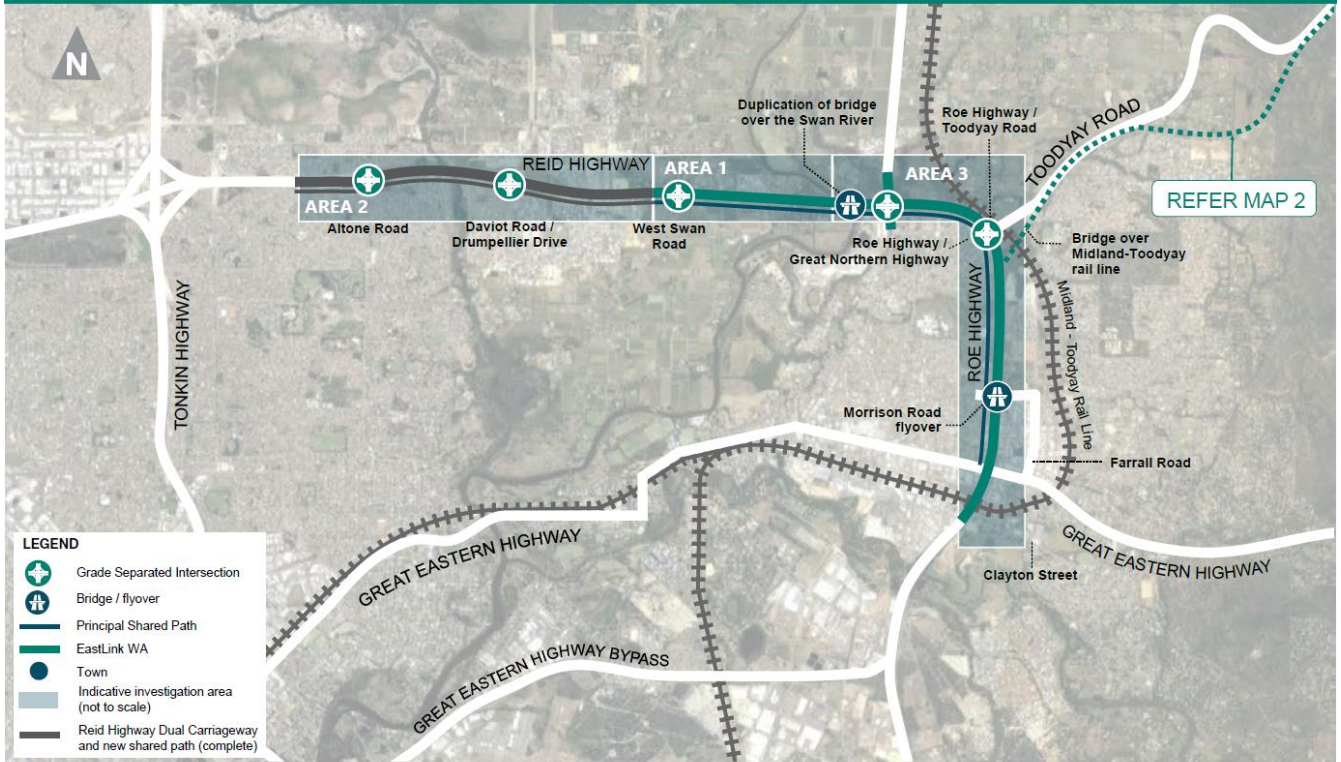 N
Duplication of bridge
over the Swan River
Roe Highway /
Toodyay Road
TOODYAY ROAD
REFER MAP 2
REID HIGHWAY
AREA 1
AREA 3
AREA 2
Altone Road
Daviot Road /
Drumpellier Drive
West Swan
Road
Roe Highway /
Great Northern Highway
Bridge over
Midland-Toodyay
rail line
TONKIN HIGHWAY
ROE HIGHWAY
Midland - Toodyay Rail Line
Morrison Road
flyover
Farrall Road
GREAT EASTERN HIGHWAY
GREAT EASTERN HIGHWAY
Clayton Street
GREAT EASTERN HIGHWAY BYPASS
LEGEND
Grade Separated Intersection
Bridge / flyover
Principal Shared Path
EastLink WA
Town
Indicative investigation area
(not to scale)
Reid Highway Dual Carriageway
and new shared path (complete)